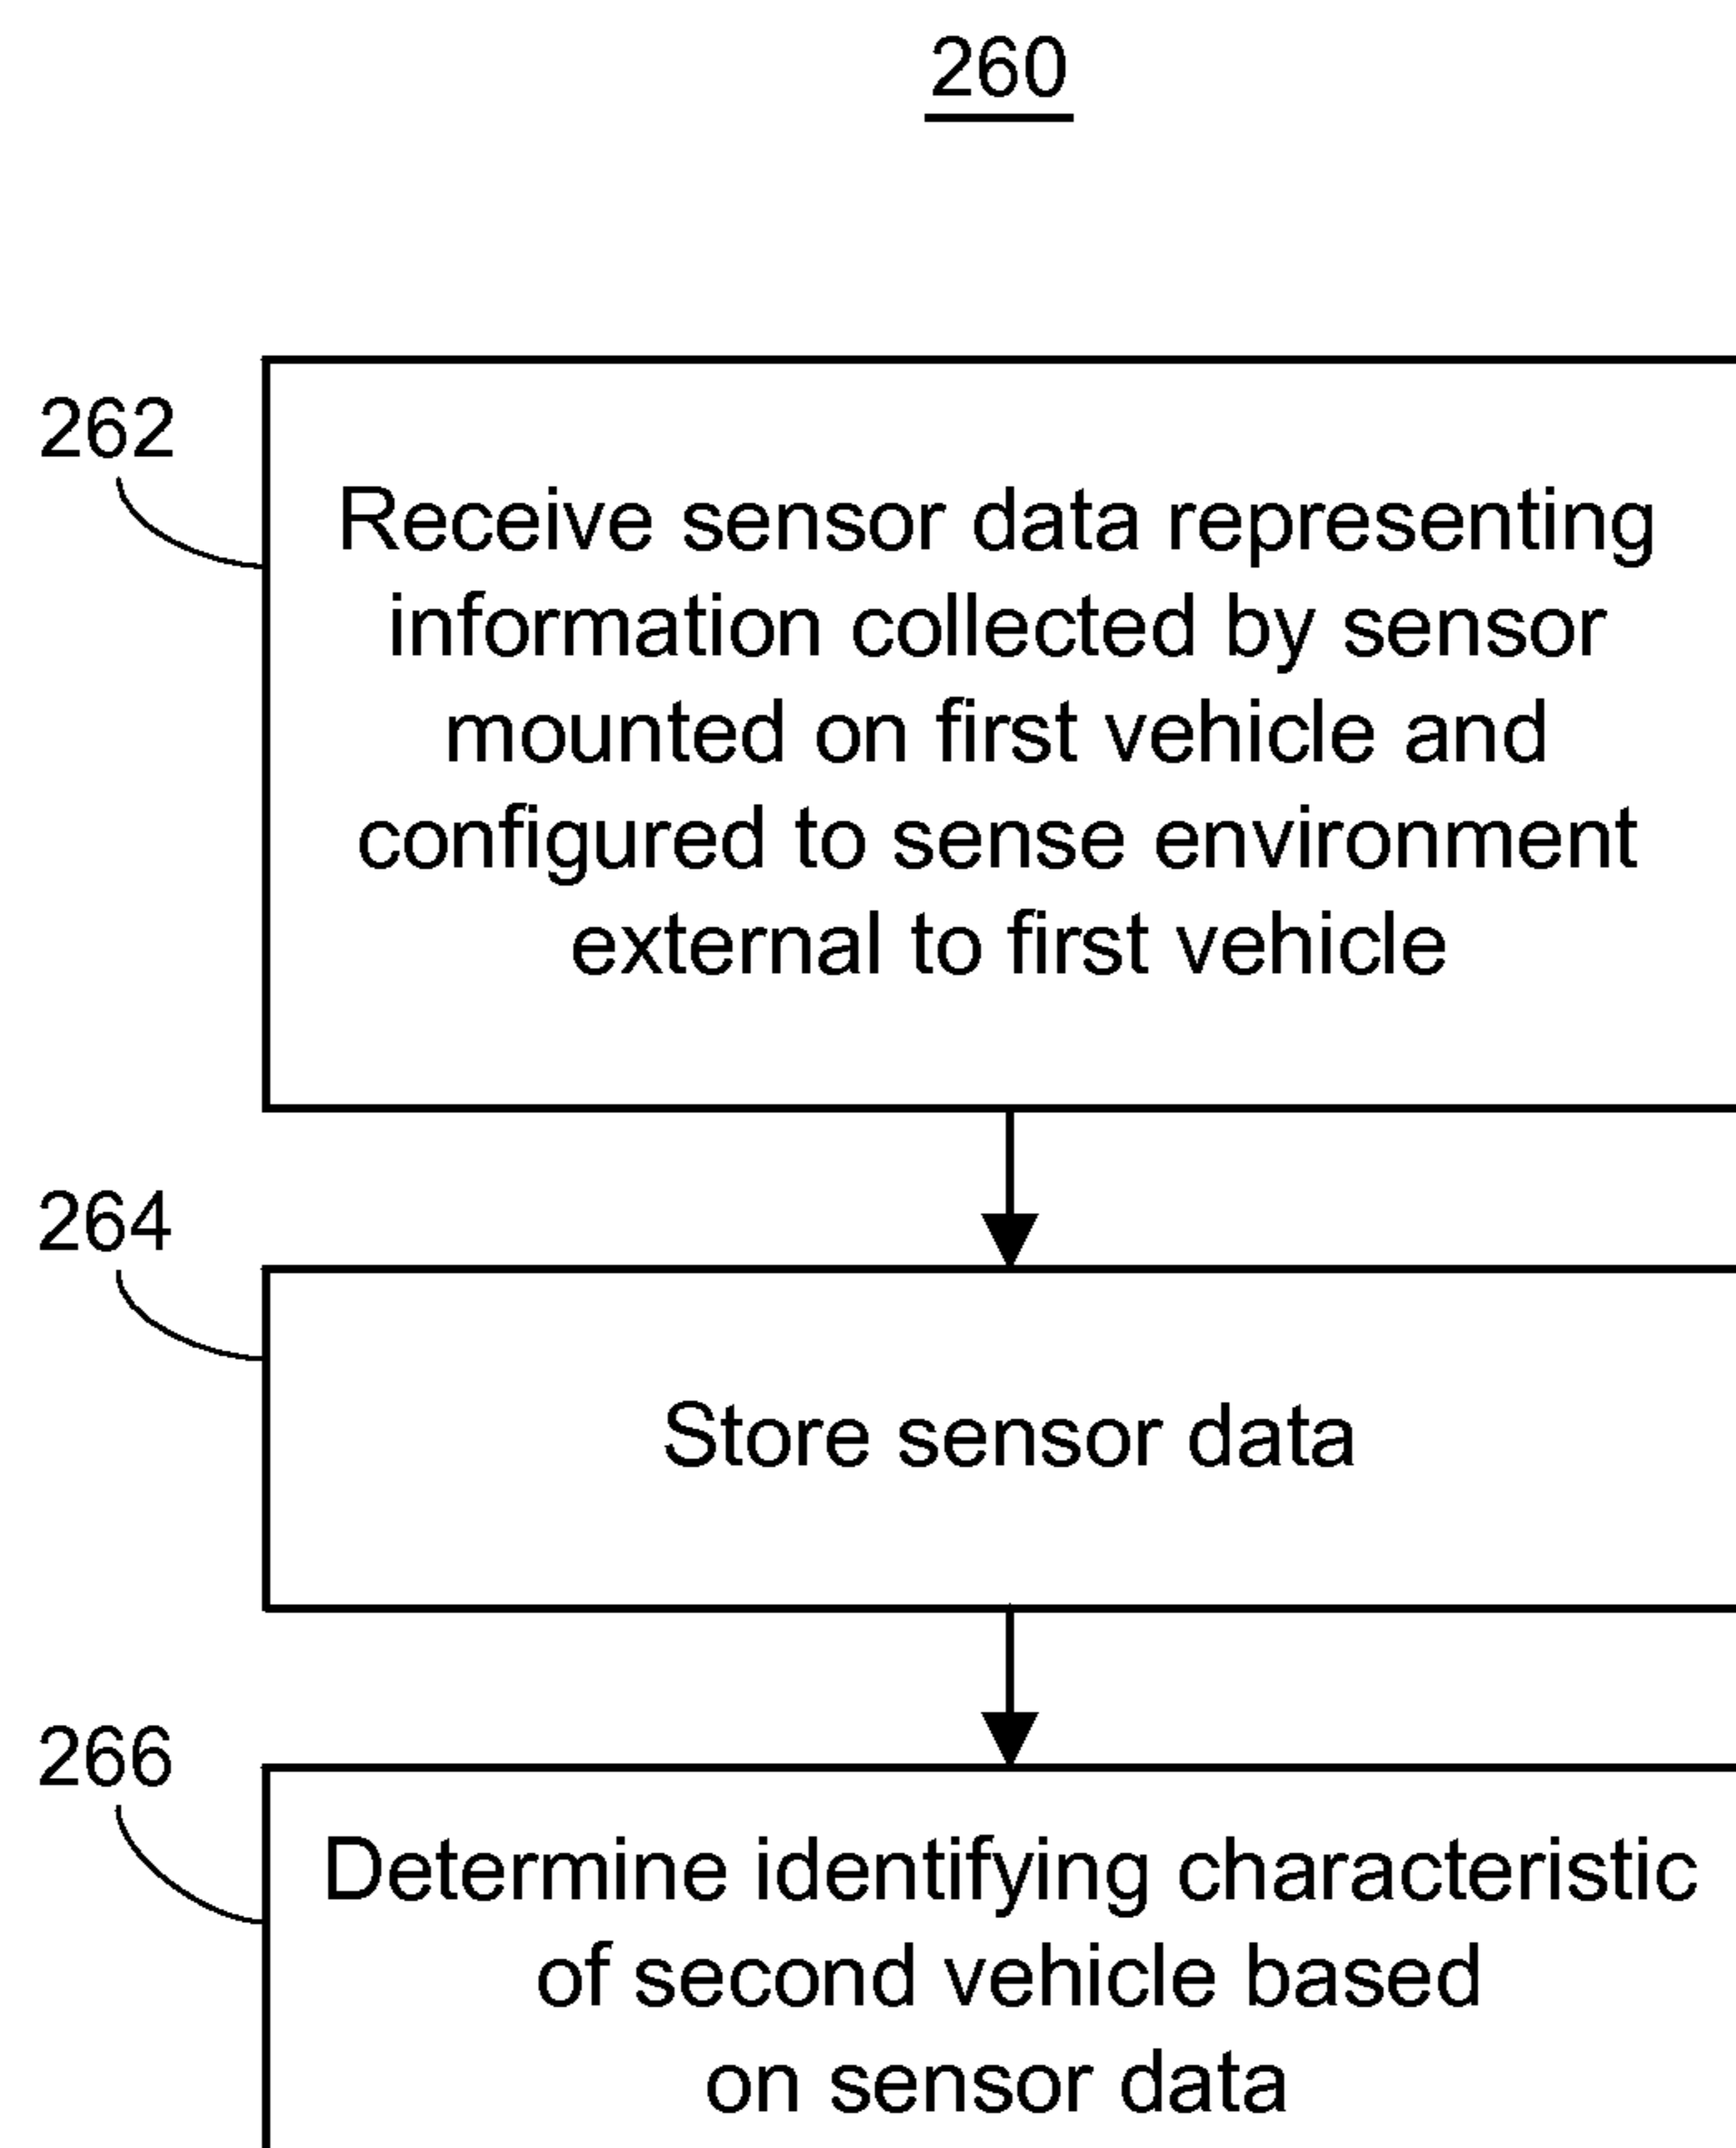 260
262
Receive sensor data representing
information collected by sensor
mounted on first vehicle and
configured to sense environment
external to first vehicle
264
Store sensor data
266
Determine identifying characteristic
of second vehicle based
on sensor data